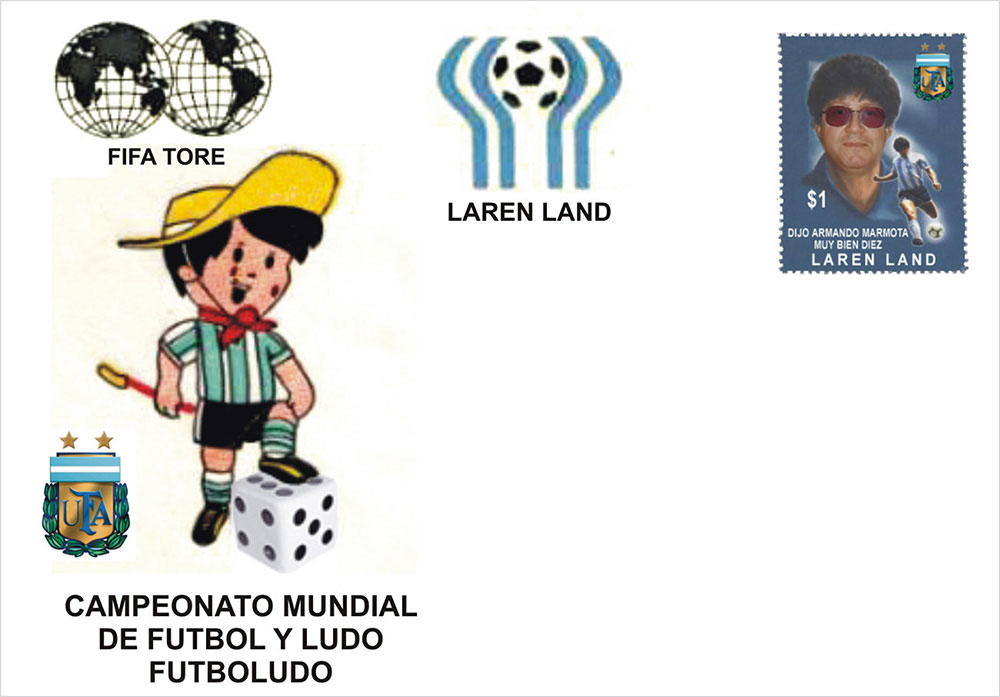 FIFA TORE
LAREN LAND
UFA
$1
DIJO ARMANDO MARMOTA
MUY BIEN DIEZ
LAREN LAND
UFA
CAMPEONATO MUNDIAL
DE FUTBOL Y LUDO
FUTBOLUDO